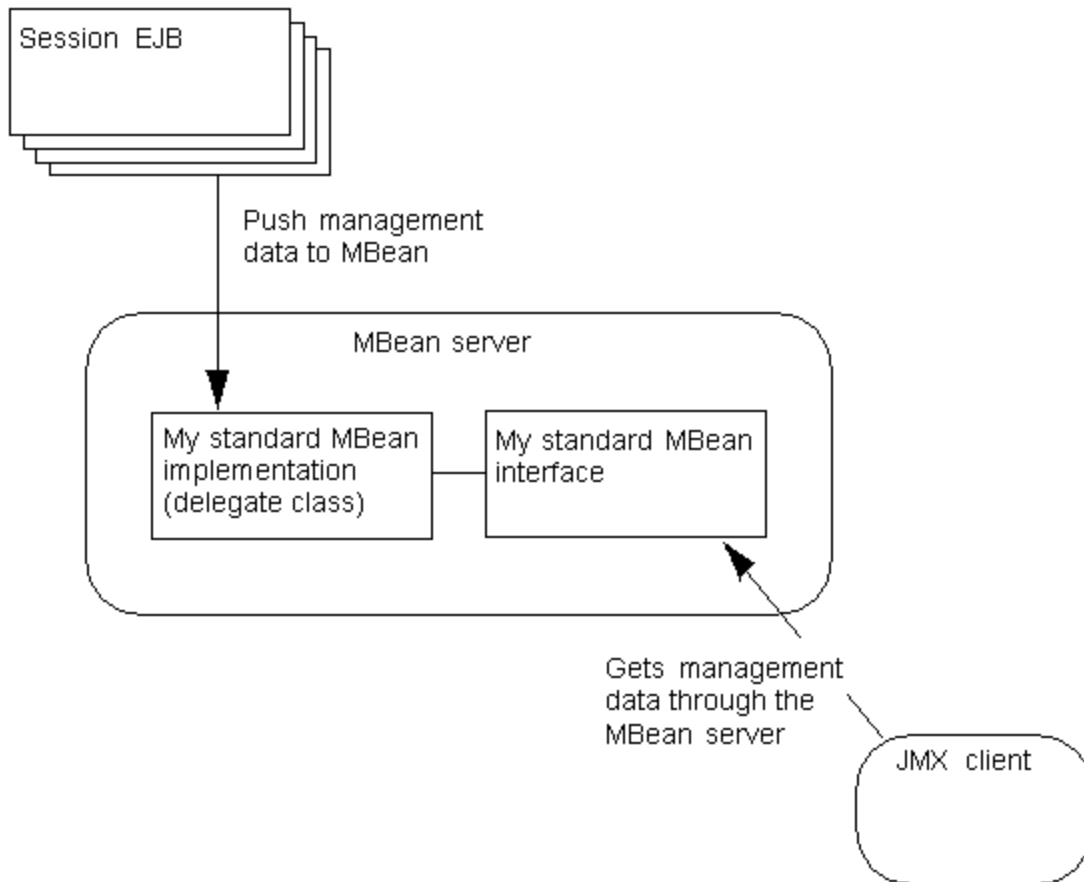 Session EJB
Push management
data to MBean
MBean server
My standard MBean
implementation
(delegate class)
My standard MBean
interface
Gets management
data through the
MBean server
JMX client